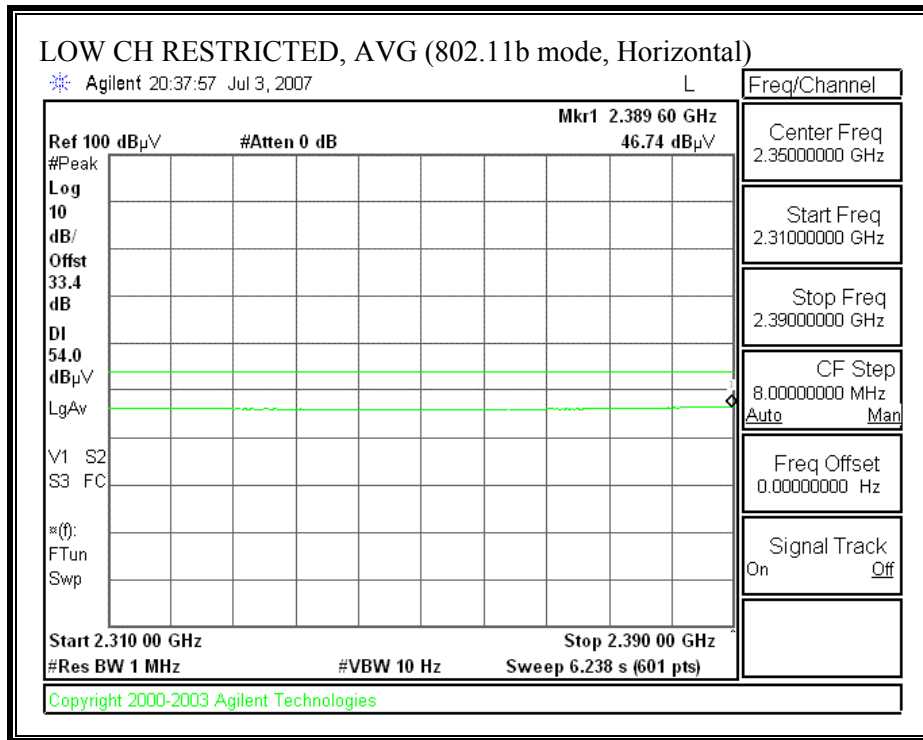 LOW CH RESTRICTED, AVG (802.11b mode, Horizontal)
Agilent 20:37:57 Jul 3, 2007 L
Mkr1 2.389 60 GHz
Ref 100 dBµV #Atten 0 dB 46.74 dBµV
#Peak
Log
10
dB/
Offst
33.4
dB
DI
54.0
dBµV
LgAv
V1 S2
S3 FC
¤(f):
FTun
Swp
1
Start 2.310 00 GHz Stop 2.390 00 GHz ^
#Res BW 1 MHz #VBW 10 Hz Sweep 6.238 s (601 pts)
Copyright 2000-2003 Agilent Technologies
Freq/Channel
Center Freq
2.35000000 GHz
Start Freq
2.31000000 GHz
Stop Freq
2.39000000 GHz
CF Step
8.00000000 MHz
Auto Man
Freq Offset
0.00000000 Hz
Signal Track
On Off